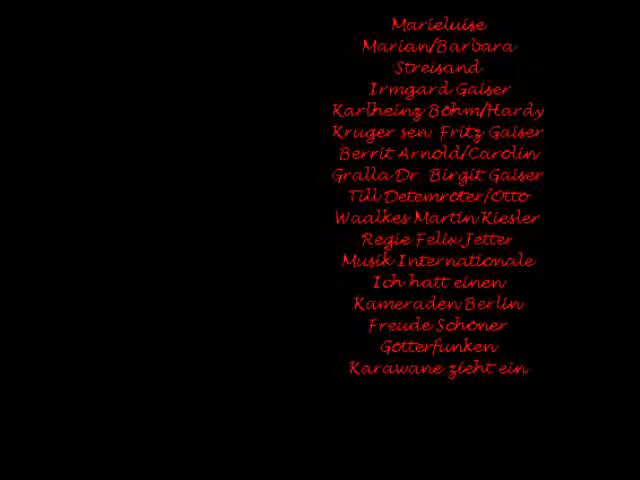 Marieluise
Marian/Barbara
Streisand
Irmgard Gaiser
Karlheinz Böhm/Hardy
Krüger sen. Fritz Gaiser
Berrit Arnold/Carolin
Gralla Dr. Birgit Gaiser
Till Detemröter/Otto
Waalkes Martin Kiesler
Regie Felix Jetter
Musik Internationale
Ich hatt einen
Kameraden Berlin
Freude Schöner
Götterfunken
Karawane zieht ein